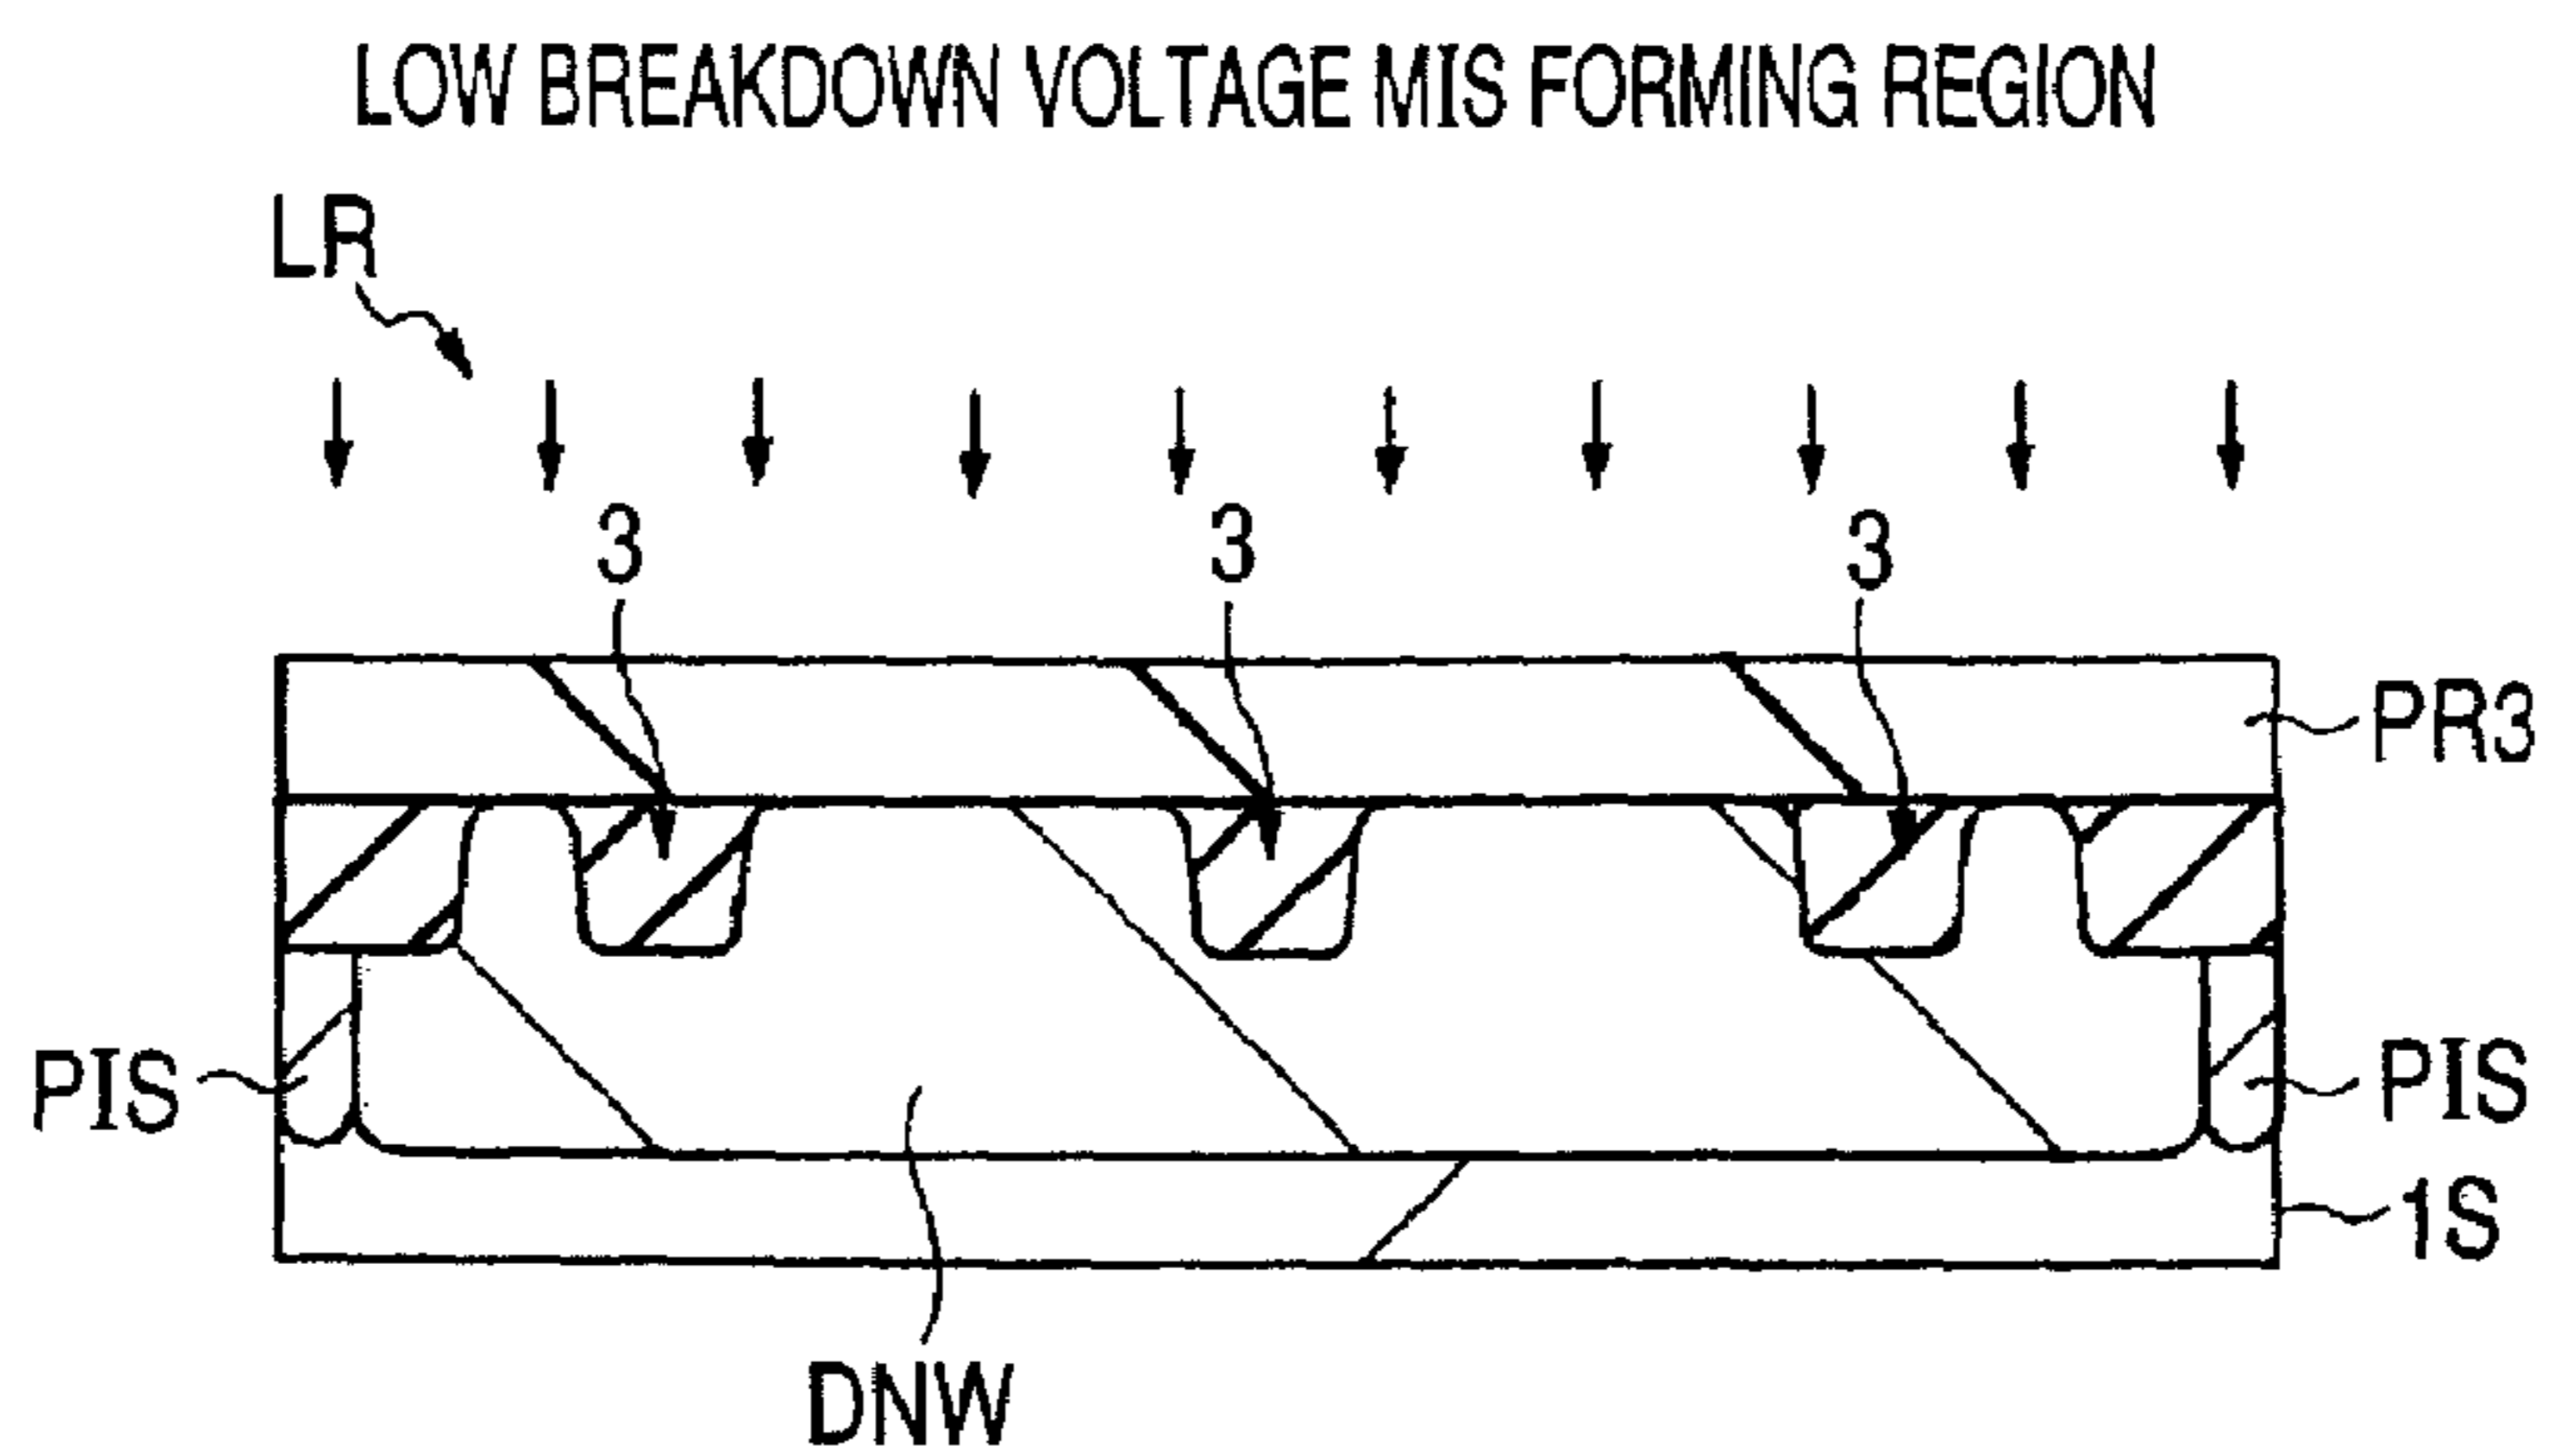 LOW BREAKDOWN VOLTAGE MIS FORMING REGION
LR
3 3 3
PR3
PIS PIS
1S
DNW